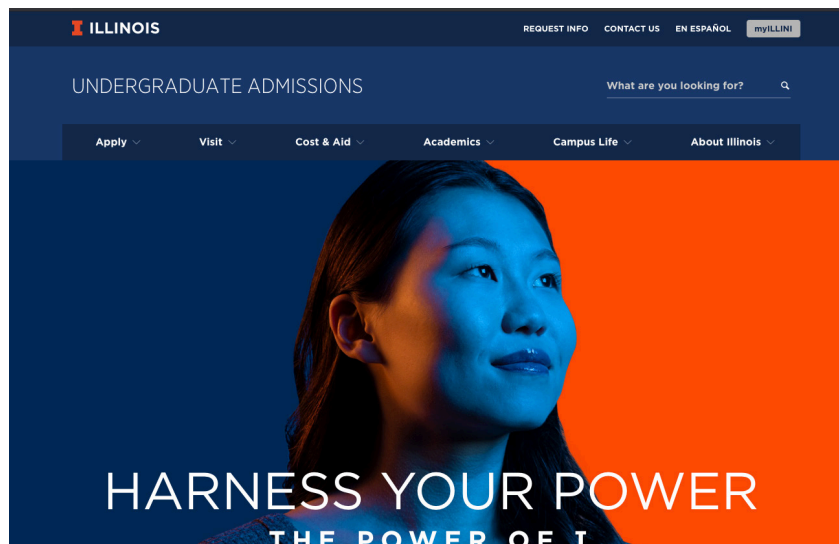 I ILLINOIS
REQUEST INFO CONTACT US EN ESPAÑOL myILLINI
UNDERGRADUATE ADMISSIONS
What are you looking for?
Apply Visit Cost & Aid Academics Campus Life About Illinois
HARNESS YOUR POWER
THE POWER OF I